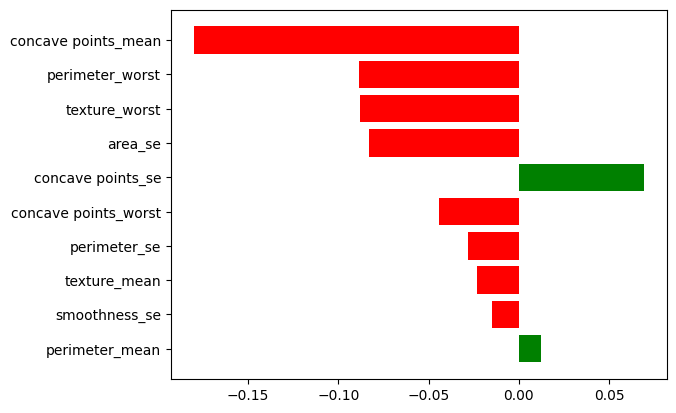 concave points_mean
perimeter_worst
texture_worst
area_se
concave points_se
concave points_worst
perimeter_se
texture_mean
smoothness_se
perimeter_mean
−0.15 −0.10 −0.05 0.00 0.05